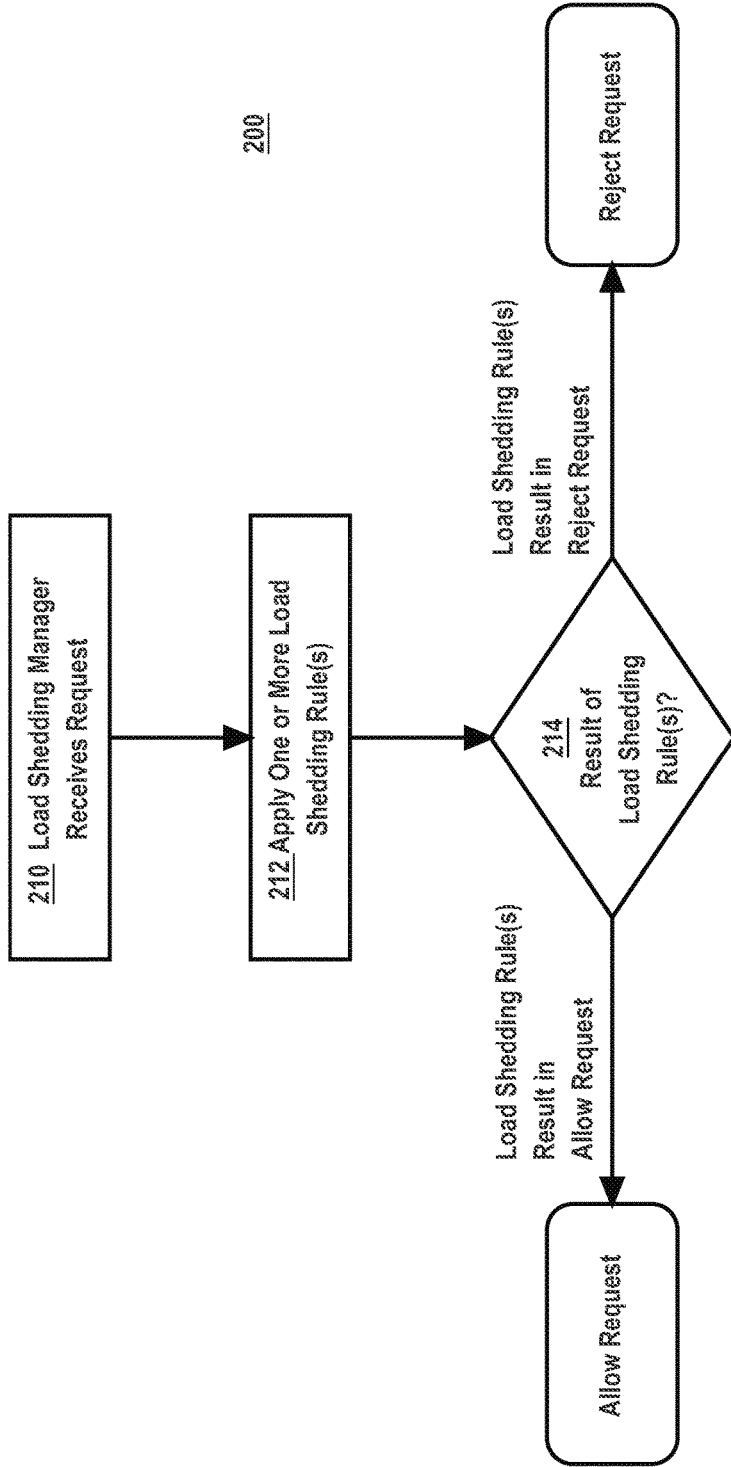 200
210 Load Shedding Manager
Receives Request
212 Apply One or More Load
Shedding Rule(s)
214
Result of
Load Shedding
Rule(s)?
Load Shedding Rule(s)
Result in
Allow Request
Load Shedding Rule(s)
Result in
Reject Request
Allow Request
Reject Request